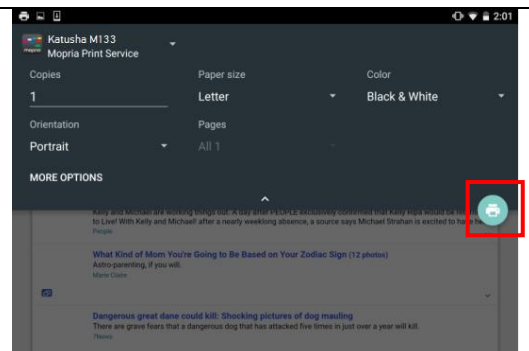 2:01
Katusha M133
mopria
Mopria Print Service
Copies
Paper size
Color
1
Letter
Black & White
Orientation
Pages
Portrait
All 1
MORE OPTIONS
Kelly and Michael are working things out. A day after PEOPLE exclusively confirmed that Kelly Ripa would be
to Live! With Kelly and Michael! after a nearly weeklong absence, a source says Michael Strahan is excited to
People
What Kind of Mom You're Going to Be Based on Your Zodiac Sign (12 photos)
Astro-parenting, if you will.
Marie Claire
Dangerous great dane could kill: Shocking pictures of dog mauling
There are grave fears that a dangerous dog that has attacked five times in just over a year will kill.
7News